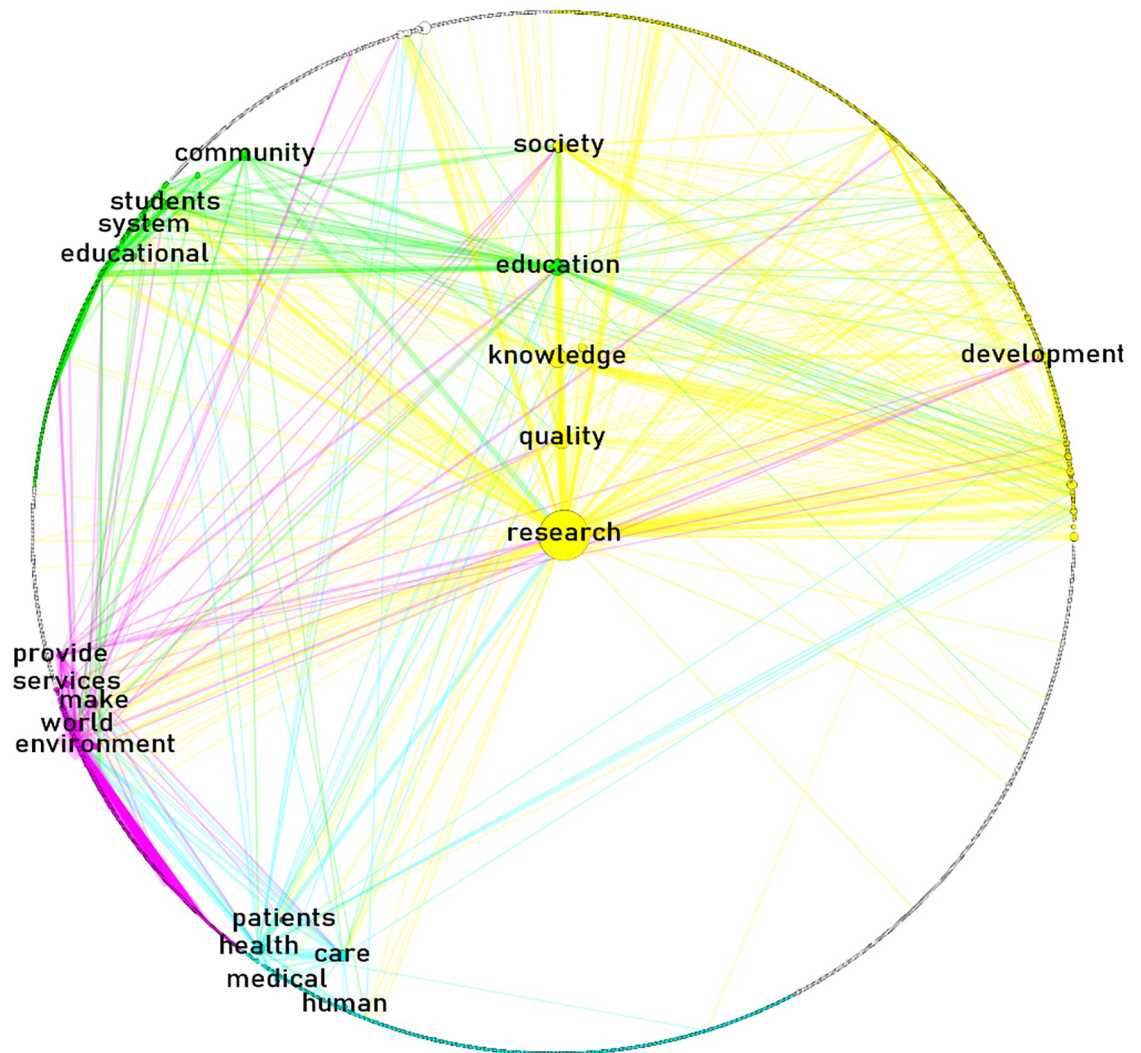 society
community
students
system
educational
education
knowledge
development
quality
research
provide
services
make
world
environment
patients
health
care
medical
human